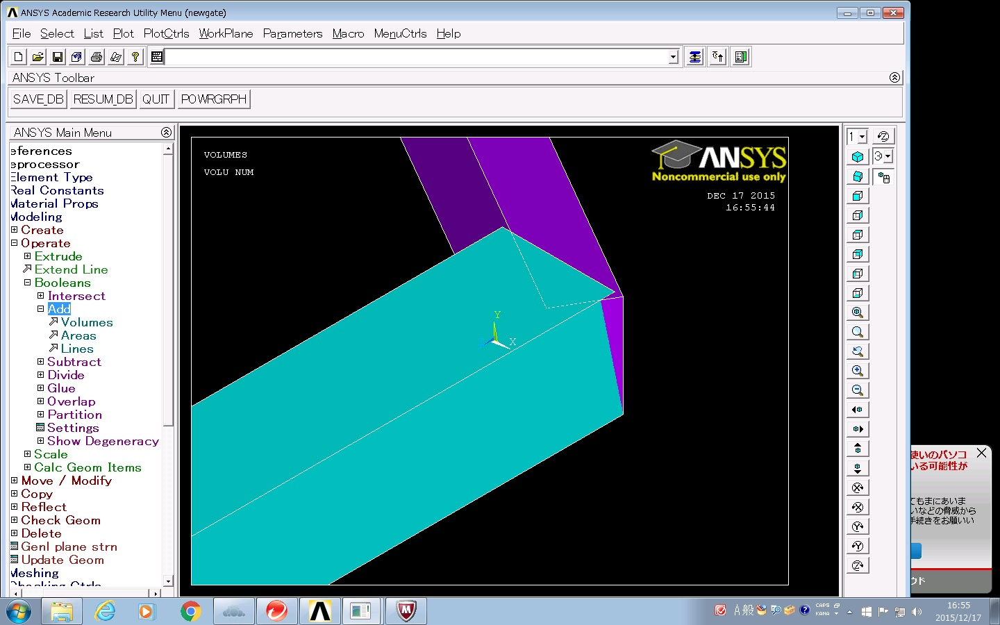 ANSYS Academic Research Utility Menu (newgate)
File Select List Plot PlotCtrls WorkPlane Parameters Macro MenuCtrls Help
ANSYS Toolbar
SAVE_DB RESUM_DB QUIT POWRGRPH
ANSYS Main Menu
eferences
eprocessor
Element Type
Real Constants
Material Props
Modeling
Create
Operate
Extrude
Extend Line
Booleans
Intersect
Add
Volumes
Areas
Lines
Subtract
Divide
Glue
Overlap
Partition
Settings
Show Degeneracy
Scale
Calc Geom Items
Move / Modify
Copy
Reflect
Check Geom
Delete
Genl plane strn
Update Geom
Meshing
Checking Ctrls
VOLUMES
VOLU NUM
ANSYS
Noncommercial use only
DEC 17 2015
16:55:44
Y
X
1
使いのパソコ
いる可能性が
てもまにあいま
いなどの脅威から
手続きをお願いい
ウド
A 般
CAPS
KANA
16:55
2015/12/17